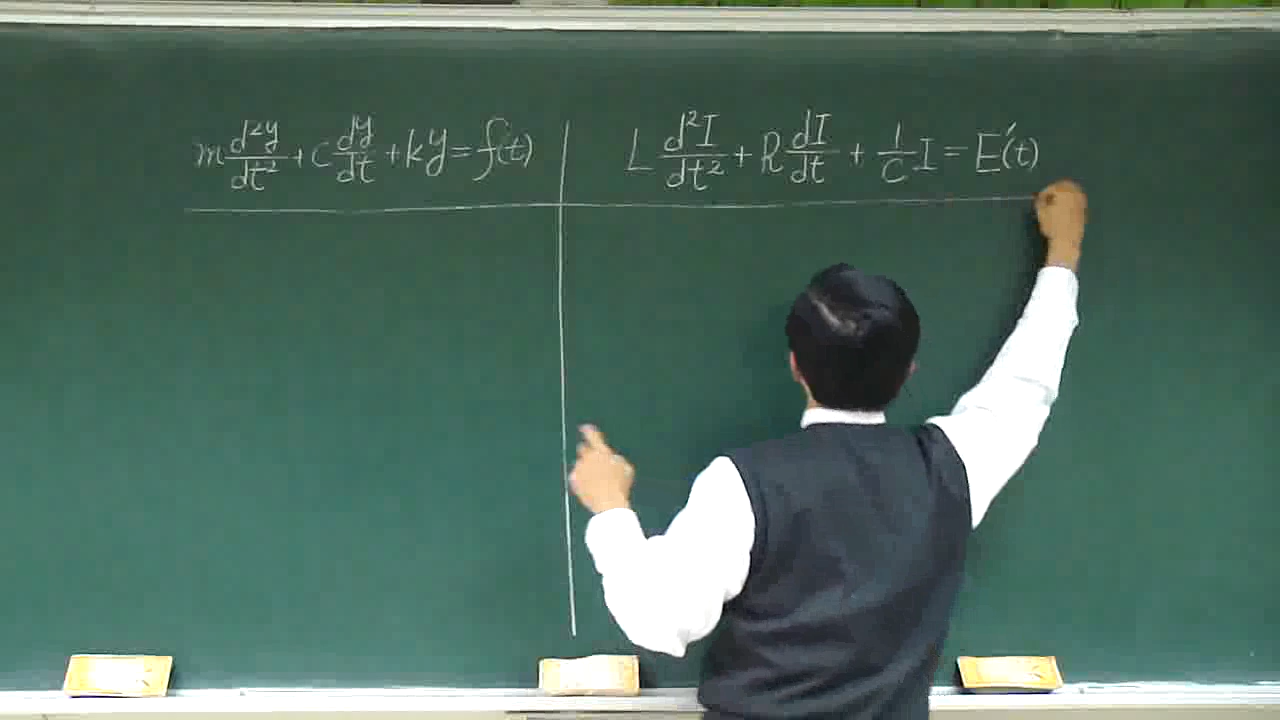 m d²y/dt² + c dy/dt + ky = f(t)
L d²I/dt² + R dI/dt + 1/C I = E′(t)